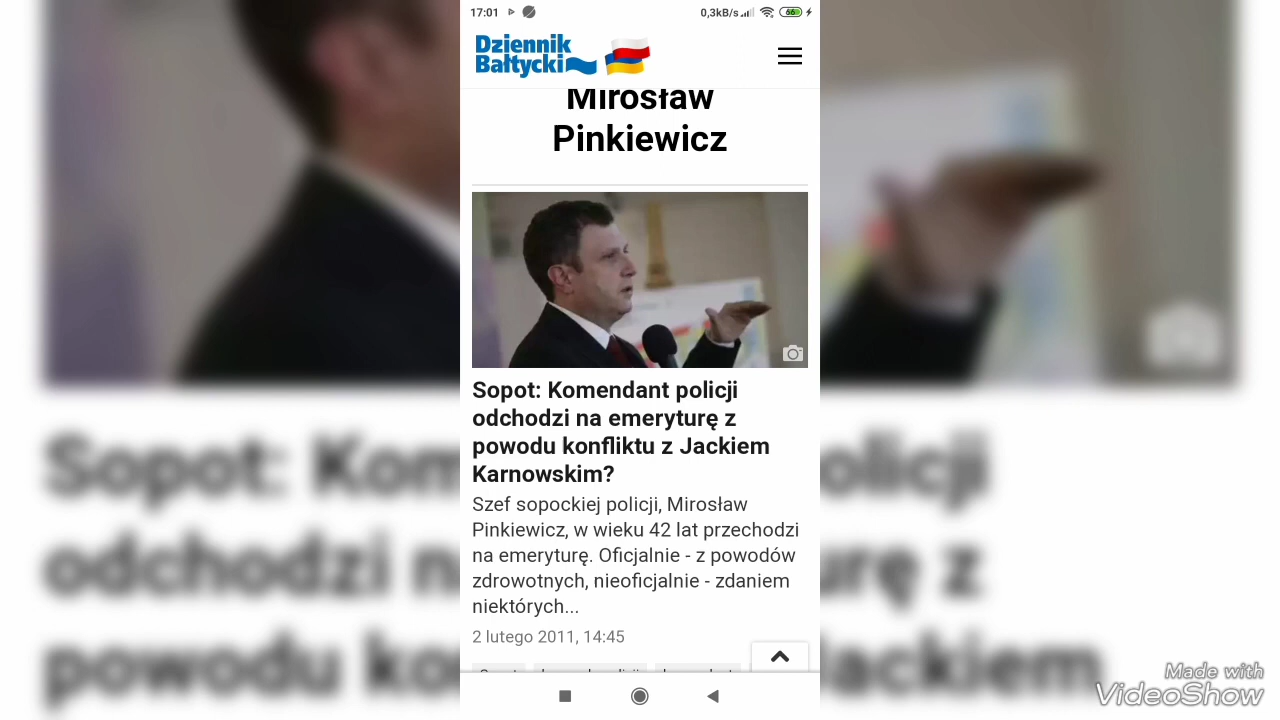 17:01
0,3kB/s
66
Dziennik
Bałtycki
Mirosław
Pinkiewicz
Sopot: Komendant policji
odchodzi na emeryturę z
powodu konfliktu z Jackiem
Karnowskim?
Szef sopockiej policji, Mirosław
Pinkiewicz, w wieku 42 lat przechodzi
na emeryturę. Oficjalnie - z powodów
zdrowotnych, nieoficjalnie - zdaniem
niektórych...
2 lutego 2011, 14:45
Made with
VideoShow